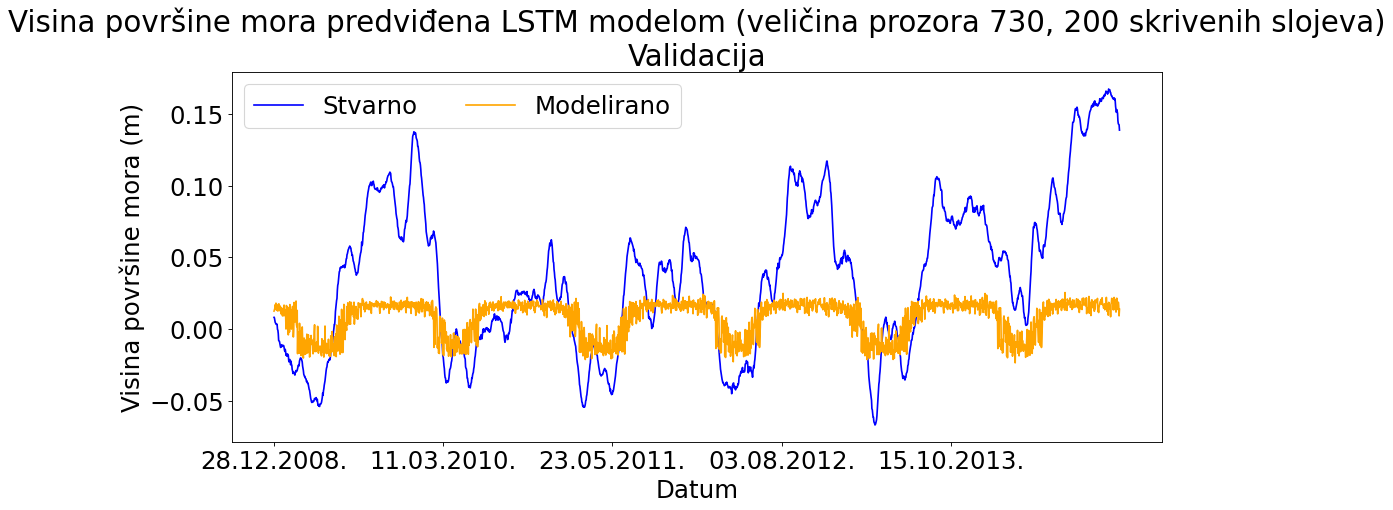 Visina površine mora predviđena LSTM modelom (veličina prozora 730, 200 skrivenih slojeva)
Validacija
Stvarno
Modelirano
Visina površine mora (m)
0.15
0.10
0.05
0.00
−0.05
28.12.2008.
11.03.2010.
23.05.2011.
03.08.2012.
15.10.2013.
Datum